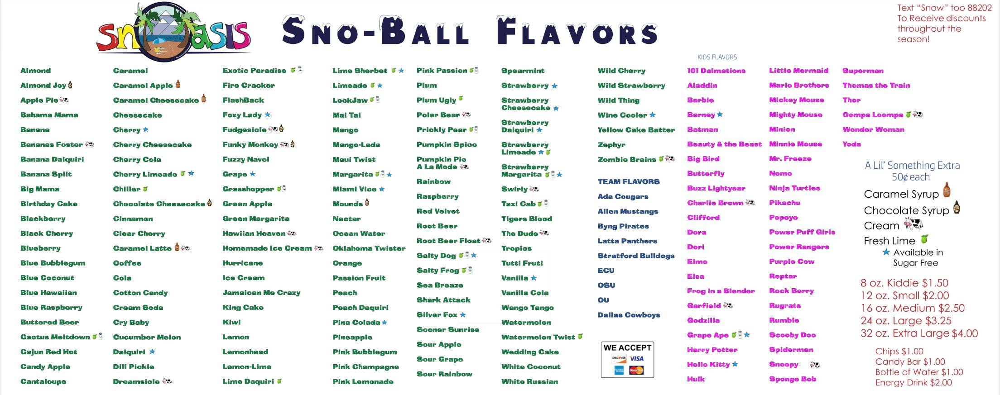 SnOasis
Sno-Ball Flavors
Text “Snow” too 88202
To Receive discounts
throughout the
season!
Almond
Almond Joy
Apple Pie
Bahama Mama
Banana
Bananas Foster
Banana Daiquiri
Banana Split
Big Mama
Birthday Cake
Blackberry
Black Cherry
Blueberry
Blue Bubblegum
Blue Coconut
Blue Hawaiian
Blue Raspberry
Buttered Beer
Cactus Meltdown
Cajun Red Hot
Candy Apple
Cantaloupe
Caramel
Caramel Apple
Caramel Cheesecake
Cheesecake
Cherry
Cherry Cheesecake
Cherry Cola
Cherry Limeade
Chiller
Chocolate Cheesecake
Cinnamon
Clear Cherry
Caramel Latte
Coffee
Cola
Cotton Candy
Cream Soda
Cry Baby
Cucumber Melon
Daiquiri
Dill Pickle
Dreamsicle
Exotic Paradise
Fire Cracker
FlashBack
Foxy Lady
Fudgesicle
Funky Monkey
Fuzzy Navel
Grape
Grasshopper
Green Apple
Green Margarita
Hawiian Heaven
Homemade Ice Cream
Hurricane
Ice Cream
Jamaican Me Crazy
King Cake
Kiwi
Lemon
Lemonhead
Lemon-Lime
Lime Daquiri
Lime Sherbet
Limeade
LockJaw
Mai Tai
Mango
Mango-Lada
Maui Twist
Margarita
Miami Vice
Mounds
Nectar
Ocean Water
Oklahoma Twister
Orange
Passion Fruit
Peach
Peach Daquiri
Pina Colada
Pineapple
Pink Bubblegum
Pink Champagne
Pink Lemonade
Pink Passion
Plum
Plum Ugly
Polar Bear
Prickly Pear
Pumpkin Spice
Pumpkin Pie
A La Mode
Rainbow
Raspberry
Red Velvet
Root Beer
Root Beer Float
Salty Dog
Salty Frog
Sea Breaze
Shark Attack
Silver Fox
Sooner Sunrise
Sour Apple
Sour Grape
Sour Rainbow
Spearmint
Strawberry
Strawberry
Cheesecake
Strawberry
Daiquiri
Strawberry
Limeade
Strawberry
Margarita
Swirly
Taxi Cab
Tigers Blood
The Dude
Tropics
Tutti Fruti
Vanilla
Vanilla Cola
Wango Tango
Watermelon
Watermelon Twist
Wedding Cake
White Coconut
White Russian
Wild Cherry
Wild Strawberry
Wild Thing
Wine Cooler
Yellow Cake Batter
Zephyr
Zombie Brains
TEAM FLAVORS
Ada Cougars
Allen Mustangs
Byng Pirates
Latta Panthers
Stratford Bulldogs
ECU
OSU
OU
Dallas Cowboys
WE ACCEPT
DISCOVER VISA
MasterCard
KIDS FLAVORS
101 Dalmations
Aladdin
Barbie
Barney
Batman
Beauty & the Beast
Big Bird
Butterfly
Buzz Lightyear
Charlie Brown
Clifford
Dora
Dori
Elmo
Elsa
Frog in a Blender
Garfield
Godzilla
Grape Ape
Harry Potter
Hello Kitty
Hulk
Little Mermaid
Mario Brothers
Mickey Mouse
Mighty Mouse
Minion
Minnie Mouse
Mr. Freeze
Nemo
Ninja Turtles
Pikachu
Popeye
Power Puff Girls
Power Rangers
Purple Cow
Reptar
Rock Berry
Rugrats
Rumble
Scooby Doo
Spiderman
Snoopy
Sponge Bob
Superman
Thomas the Train
Thor
Oompa Loompa
Wonder Woman
Yoda
A Lil’ Something Extra
50¢ each
Caramel Syrup
Chocolate Syrup
Cream
Fresh Lime
Available in
Sugar Free
8 oz. Kiddie $1.50
12 oz. Small $2.00
16 oz. Medium $2.50
24 oz. Large $3.25
32 oz. Extra Large $4.00
Chips $1.00
Candy Bar $1.00
Bottle of Water $1.00
Energy Drink $2.00